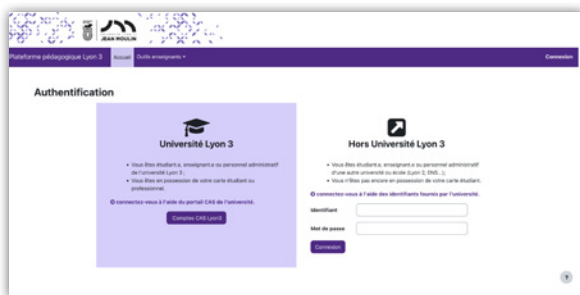 JEAN MOULIN
Plateforme pédagogique Lyon 3
Accueil
Outils enseignants
Connexion
Authentification
Université Lyon 3
• Vous êtes étudiant.e, enseignant.e ou personnel administratif
de l'université Lyon 3 ;
• Vous êtes en possession de votre carte étudiant ou
professionnel.
connectez-vous à l'aide du portail CAS de l'université.
Comptes CAS Lyon3
Hors Université Lyon 3
• Vous êtes étudiant.e, enseignant.e ou personnel administratif
d'une autre université ou école (Lyon 2, ENS...);
• Vous n'êtes pas encore en possession de votre carte étudiant.
connectez-vous à l'aide des identifiants fournis par l'université.
Identifiant
Mot de passe
Connexion
?